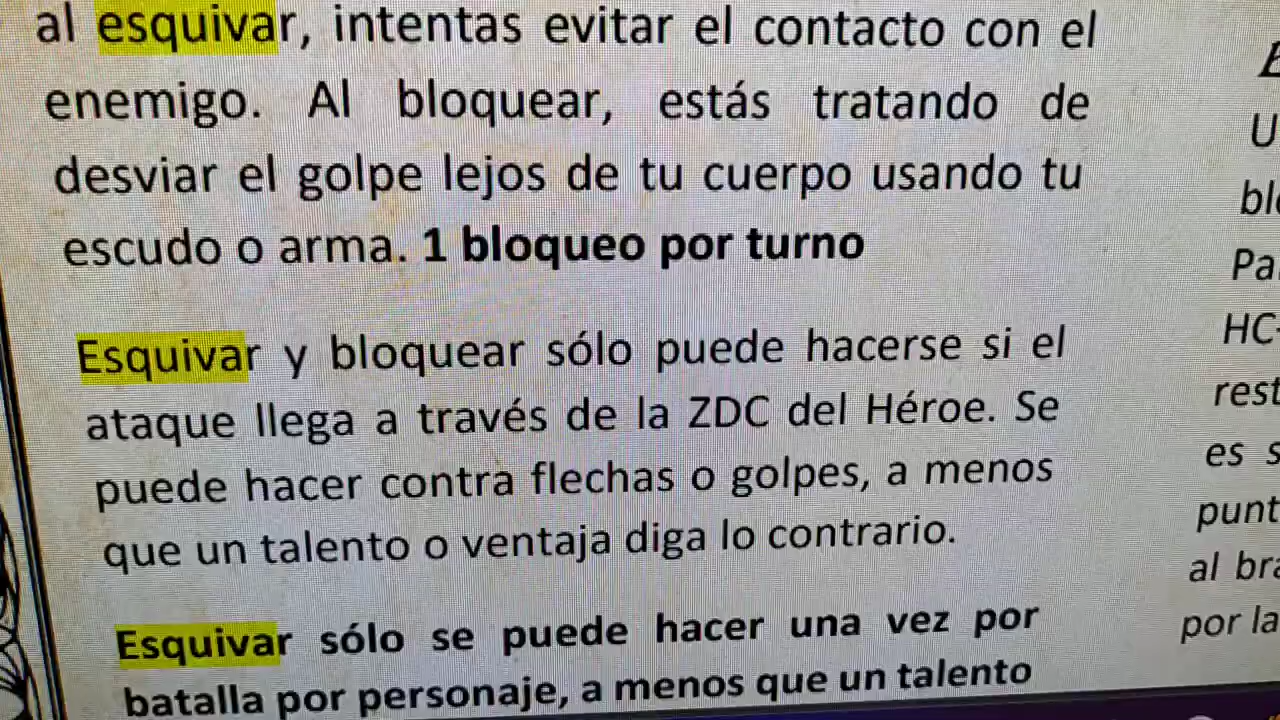 al esquivar, intentas evitar el contacto con el
enemigo. Al bloquear, estás tratando de
desviar el golpe lejos de tu cuerpo usando tu
escudo o arma. 1 bloqueo por turno
Esquivar y bloquear sólo puede hacerse si el
ataque llega a través de la ZDC del Héroe. Se
puede hacer contra flechas o golpes, a menos
que un talento o ventaja diga lo contrario.
Esquivar sólo se puede hacer una vez por
batalla por personaje, a menos que un talento
HC
es
al
por la